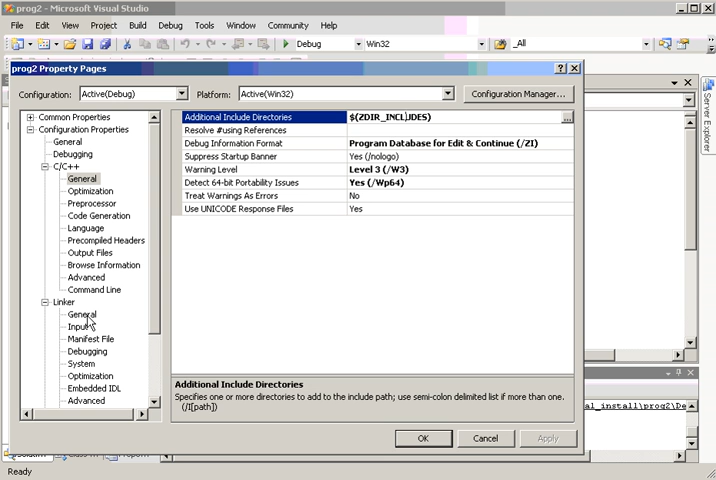 prog2 - Microsoft Visual Studio
File Edit View Project Build Debug Tools Window Community Help
Debug Win32 _All
prog2 Property Pages
Configuration: Active(Debug) Platform: Active(Win32) Configuration Manager...
Common Properties
Configuration Properties
General
Debugging
C/C++
General
Optimization
Preprocessor
Code Generation
Language
Precompiled Headers
Output Files
Browse Information
Advanced
Command Line
Linker
General
Input
Manifest File
Debugging
System
Optimization
Embedded IDL
Advanced
Additional Include Directories $(ZDIR_INCLUDES) ...
Resolve #using References
Debug Information Format Program Database for Edit & Continue (/ZI)
Suppress Startup Banner Yes (/nologo)
Warning Level Level 3 (/W3)
Detect 64-bit Portability Issues Yes (/Wp64)
Treat Warnings As Errors No
Use UNICODE Response Files Yes
Additional Include Directories
Specifies one or more directories to add to the include path; use semi-colon delimited list if more than one.
(/I[path])
OK Cancel Apply
Server Explorer
al_install\prog2\De
Ready